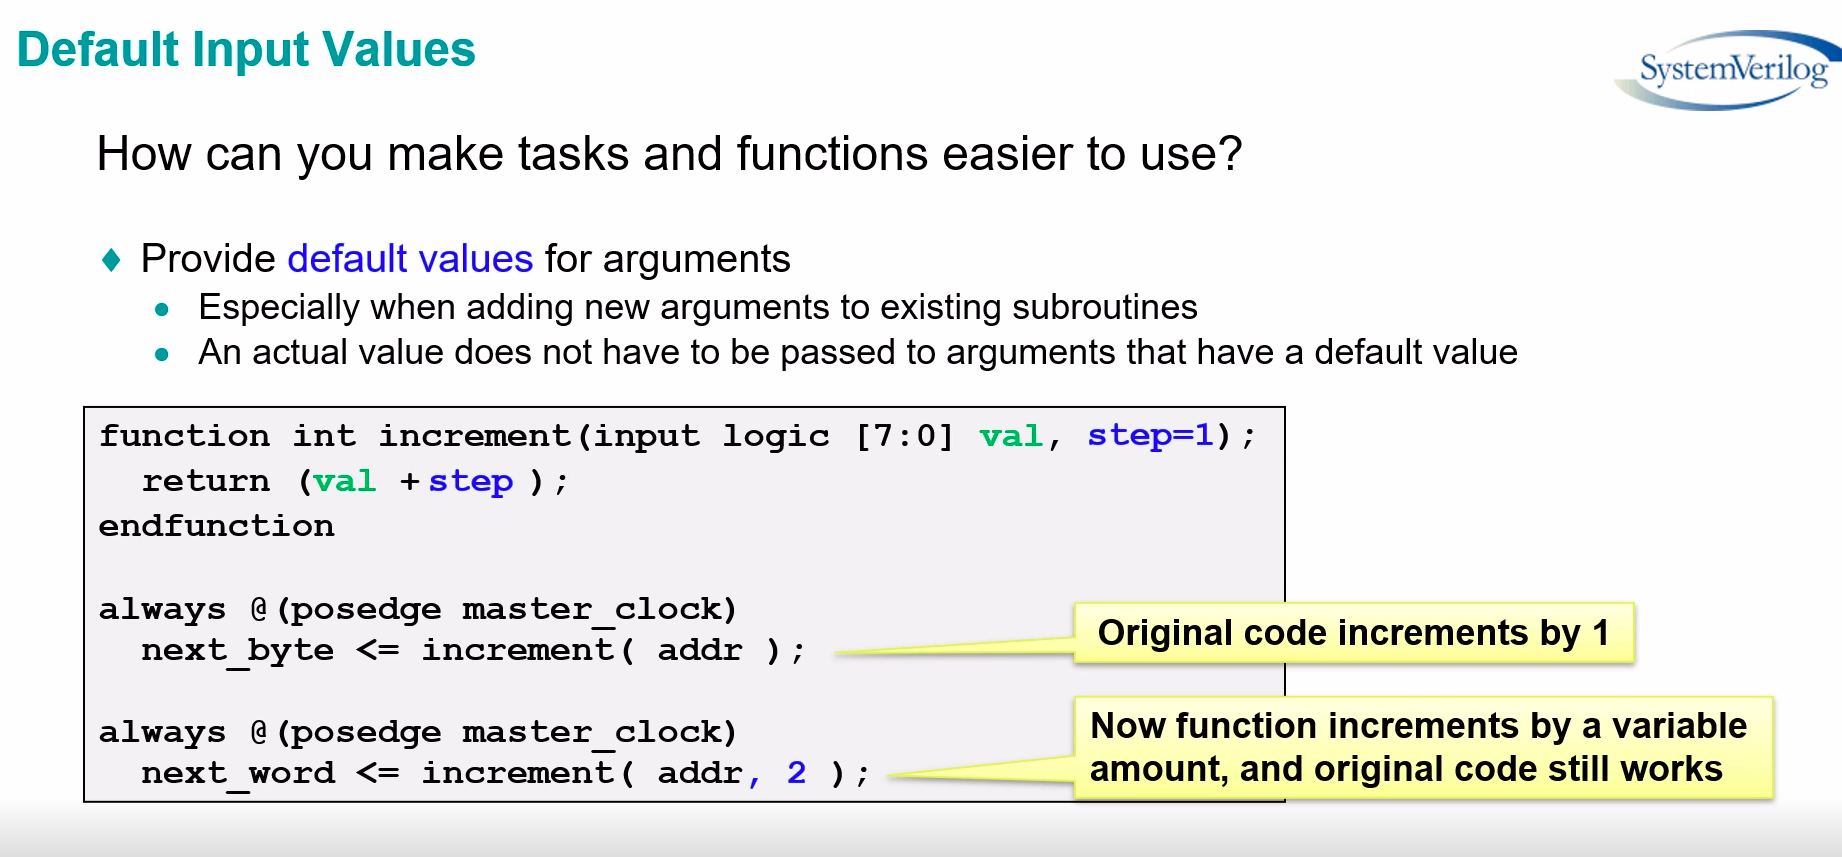 Default Input Values
SystemVerilog
How can you make tasks and functions easier to use?
♦ Provide default values for arguments
• Especially when adding new arguments to existing subroutines
• An actual value does not have to be passed to arguments that have a default value
function int increment(input logic [7:0] val, step=1);
  return (val + step );
endfunction
always @(posedge master_clock)
  next_byte <= increment( addr );
Original code increments by 1
always @(posedge master_clock)
  next_word <= increment( addr, 2 );
Now function increments by a variable
amount, and original code still works